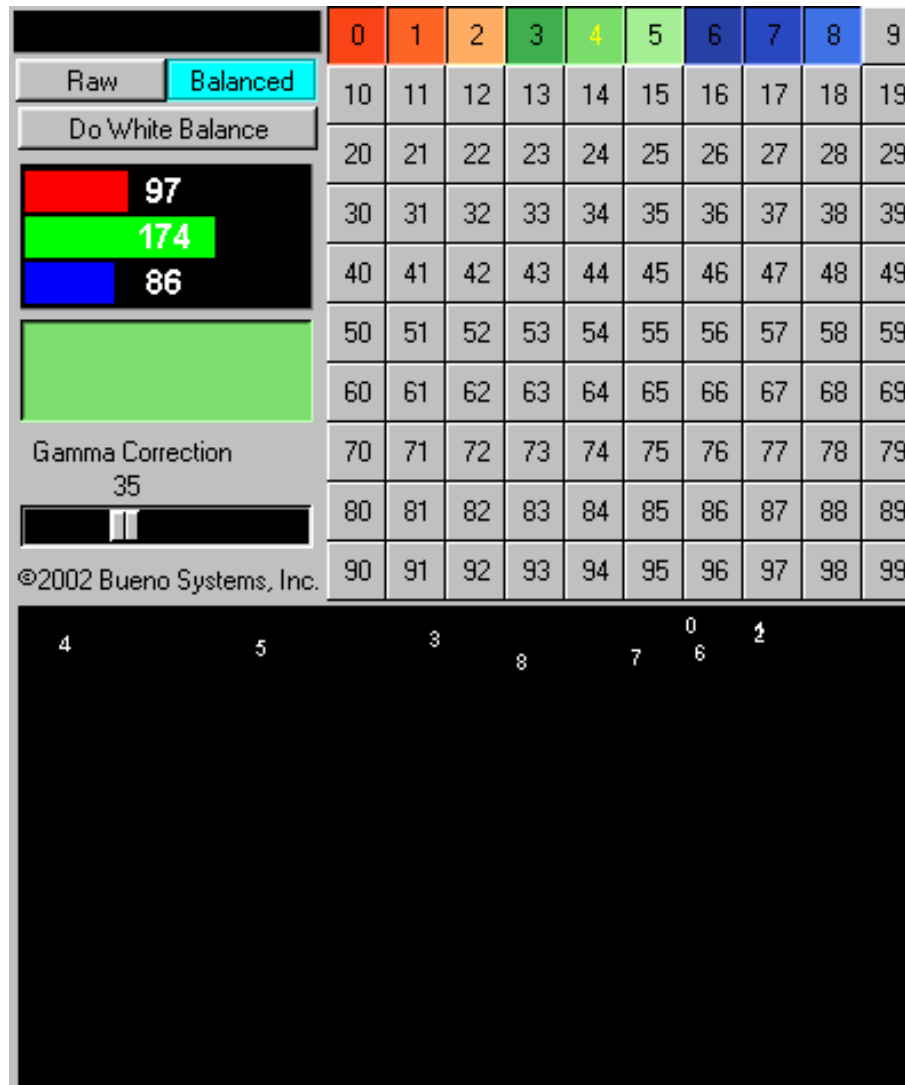 0 1 2 3 4 5 6 7 8 9
Raw Balanced 10 11 12 13 14 15 16 17 18 19
Do White Balance
20 21 22 23 24 25 26 27 28 29
97
30 31 32 33 34 35 36 37 38 39
174
86
40 41 42 43 44 45 46 47 48 49
50 51 52 53 54 55 56 57 58 59
60 61 62 63 64 65 66 67 68 69
Gamma Correction 70 71 72 73 74 75 76 77 78 79
35
80 81 82 83 84 85 86 87 88 89
©2002 Bueno Systems, Inc. 90 91 92 93 94 95 96 97 98 99
4 5 3 8 7 0 6 2